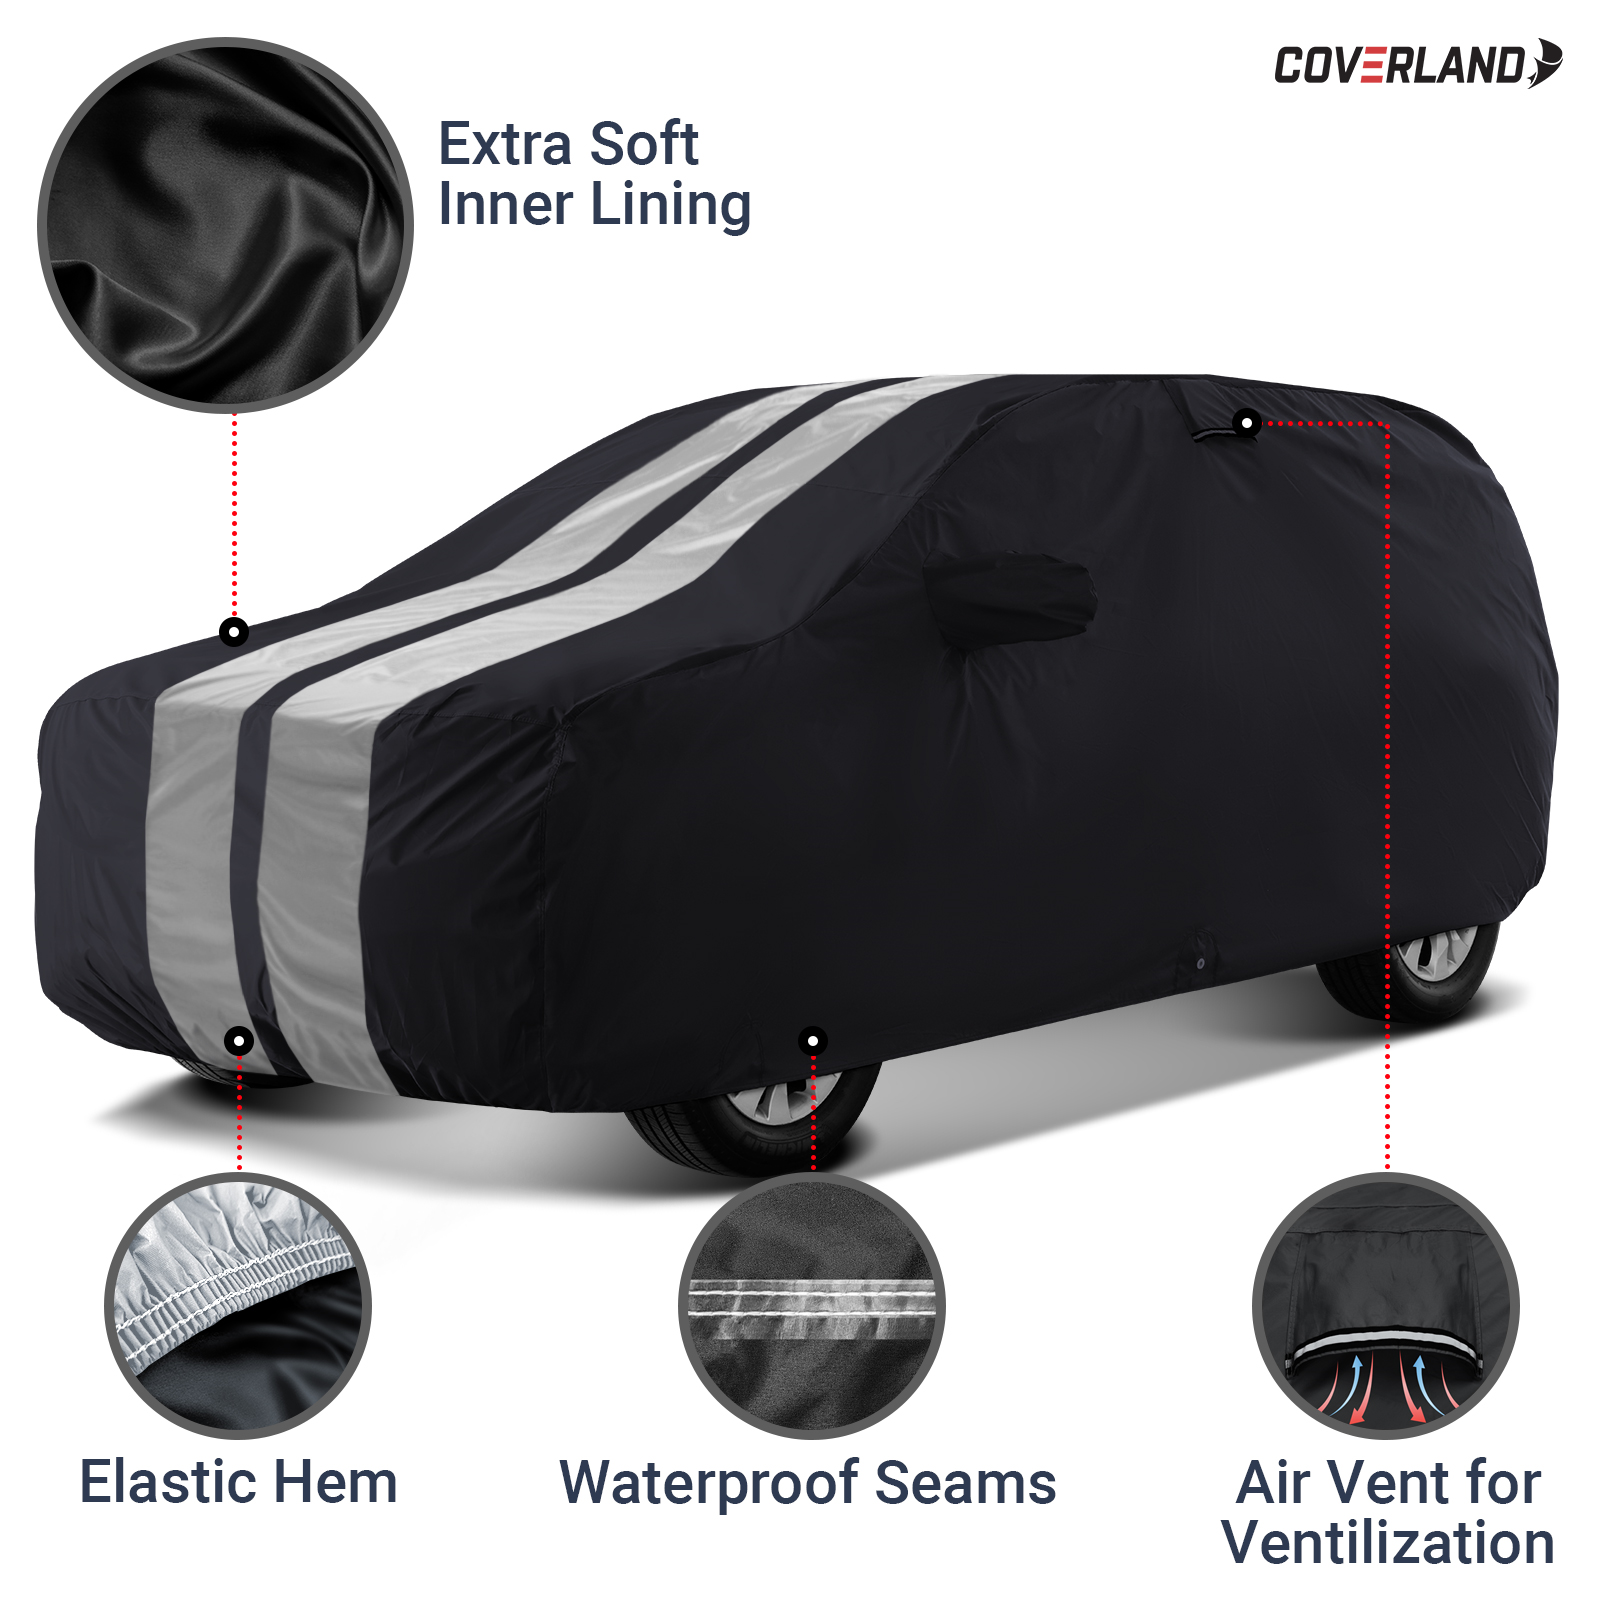 COVERLAND
Extra Soft
Inner Lining
Elastic Hem
Waterproof Seams
Air Vent for
Ventilization